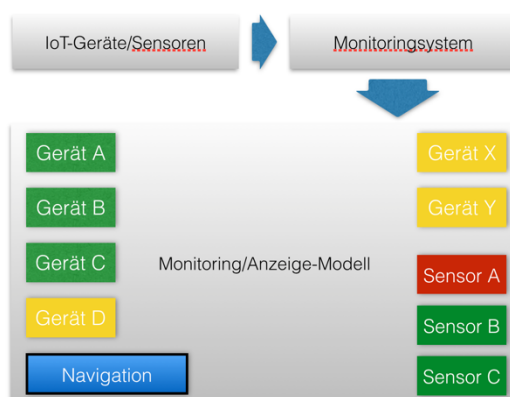 IoT-Geräte/Sensoren
Monitoringsystem
Gerät A
Gerät B
Gerät C
Gerät D
Navigation
Monitoring/Anzeige-Modell
Gerät X
Gerät Y
Sensor A
Sensor B
Sensor C